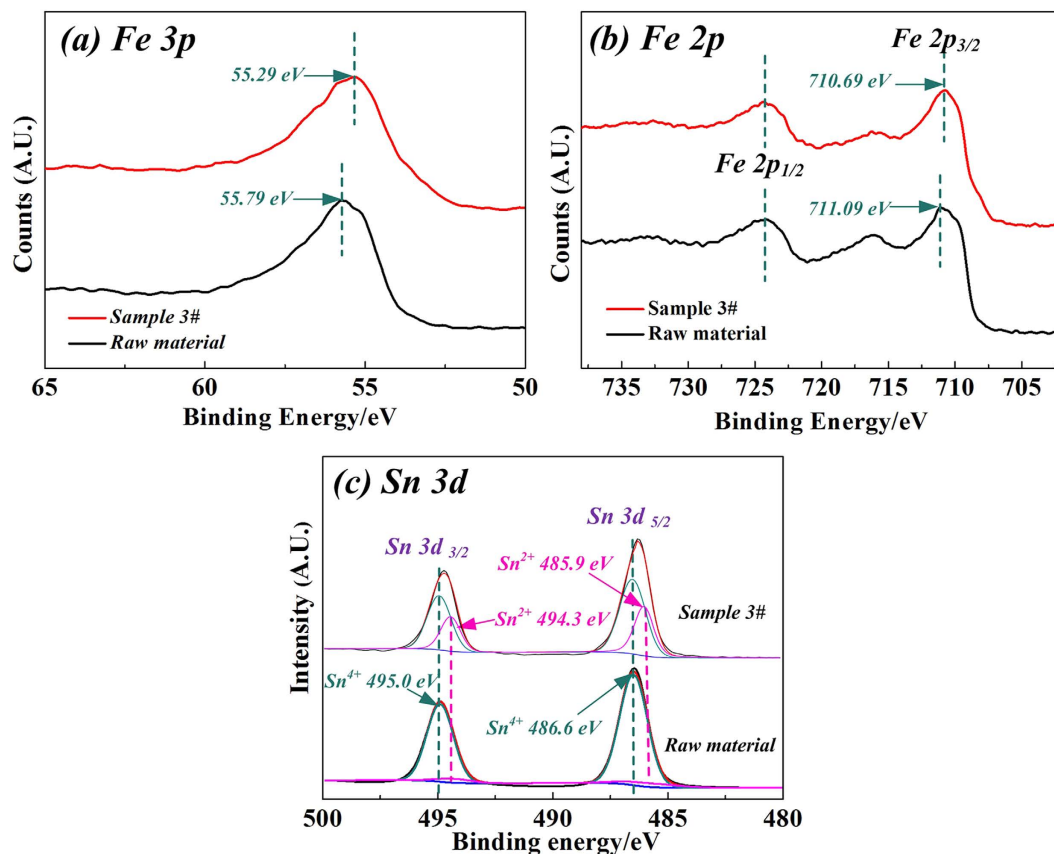 (a) Fe 3p
55.29 eV
55.79 eV
Sample 3#
Raw material
65 60 55 50
Binding Energy/eV
Counts (A.U.)
(b) Fe 2p
Fe 2p3/2
710.69 eV
Fe 2p1/2
711.09 eV
Sample 3#
Raw material
735 730 725 720 715 710 705
Binding Energy/eV
Counts (A.U.)
(c) Sn 3d
Sn 3d 5/2
Sn 3d 3/2
Sn2+ 485.9 eV
Sample 3#
Sn2+ 494.3 eV
Sn4+ 495.0 eV
Sn4+ 486.6 eV
Raw material
500 495 490 485 480
Binding energy/eV
Intensity (A.U.)